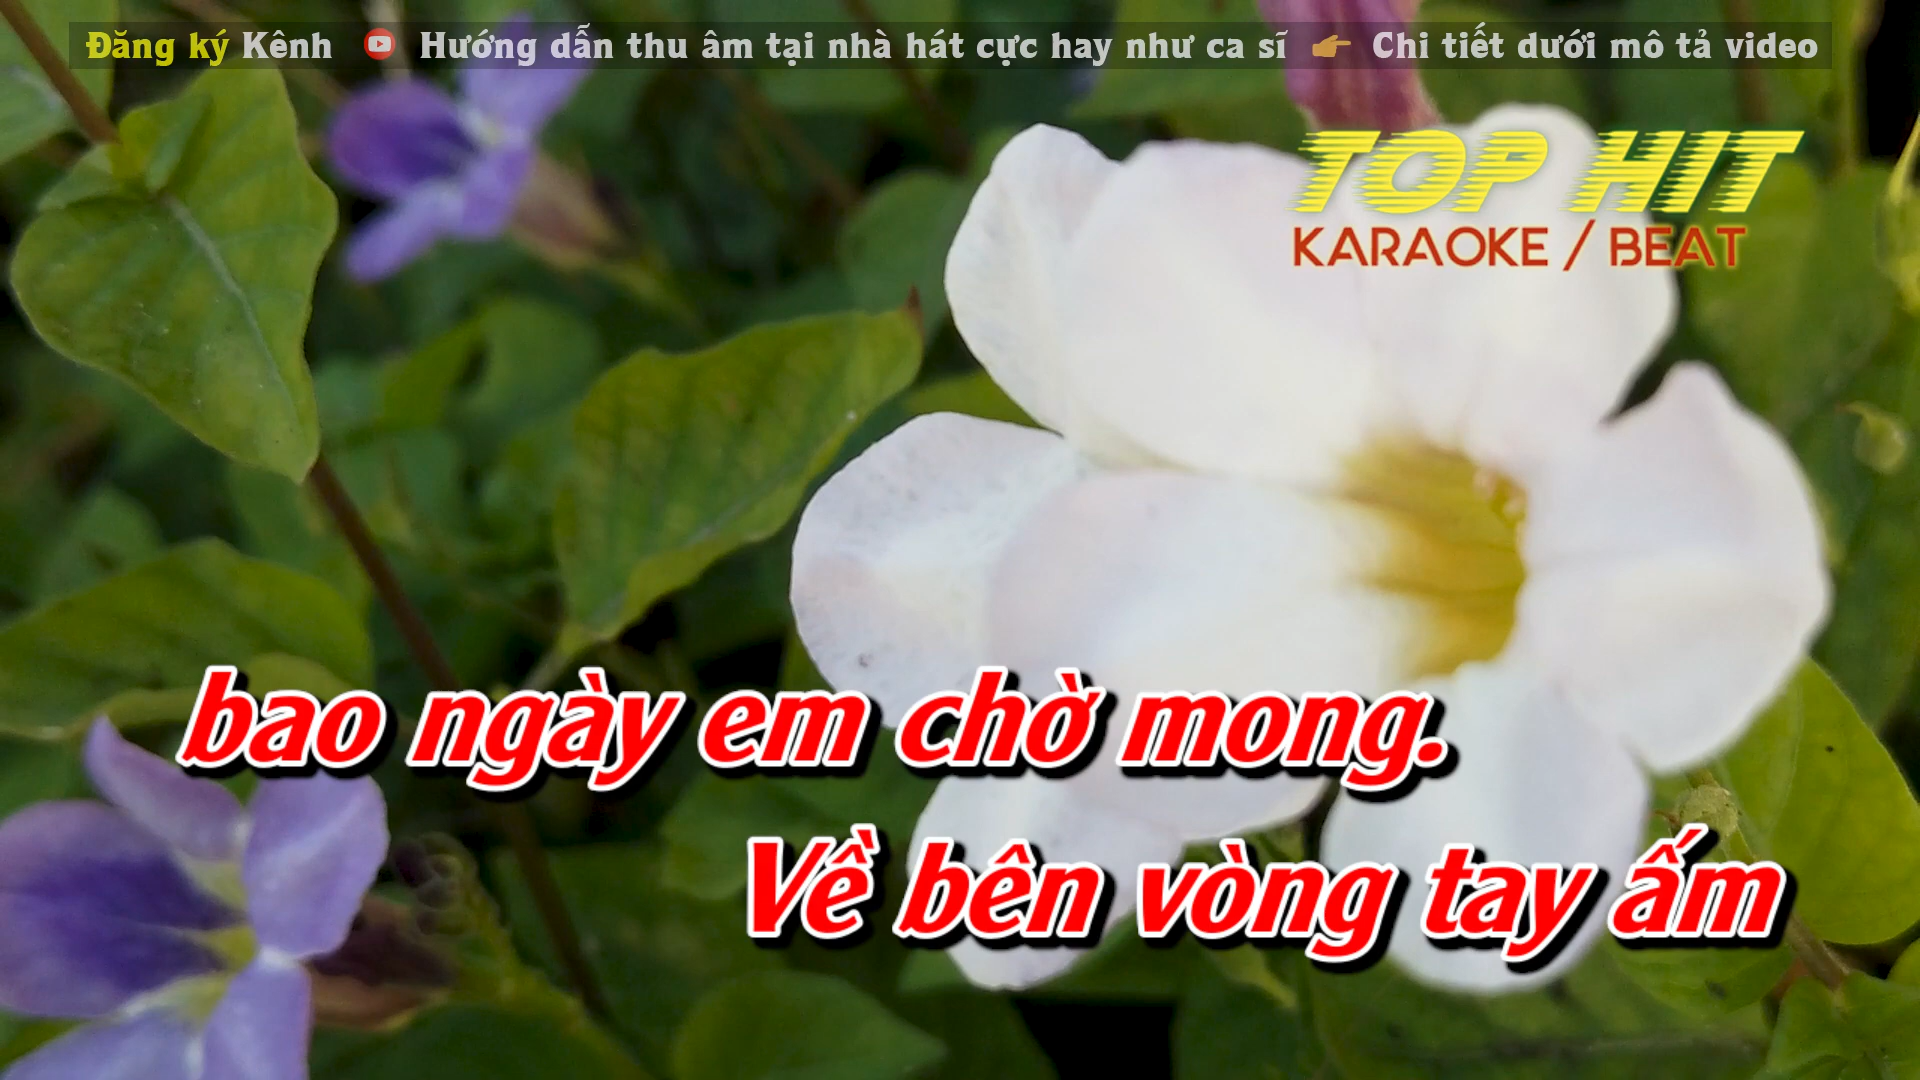 Đăng ký Kênh Hướng dẫn thu âm tại nhà hát cực hay như ca sĩ 👉 Chi tiết dưới mô tả video
TOP HIT
KARAOKE / BEAT
bao ngày em chờ mong.
Về bên vòng tay ấm